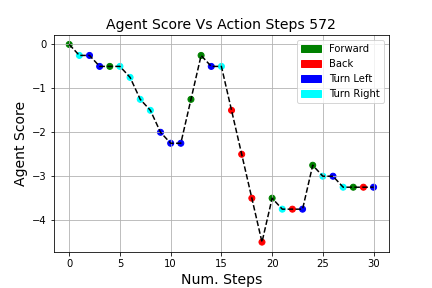 Agent Score Vs Action Steps 572
Forward
Back
Turn Left
Turn Right
Agent Score
0
−1
−2
−3
−4
0 5 10 15 20 25 30
Num. Steps